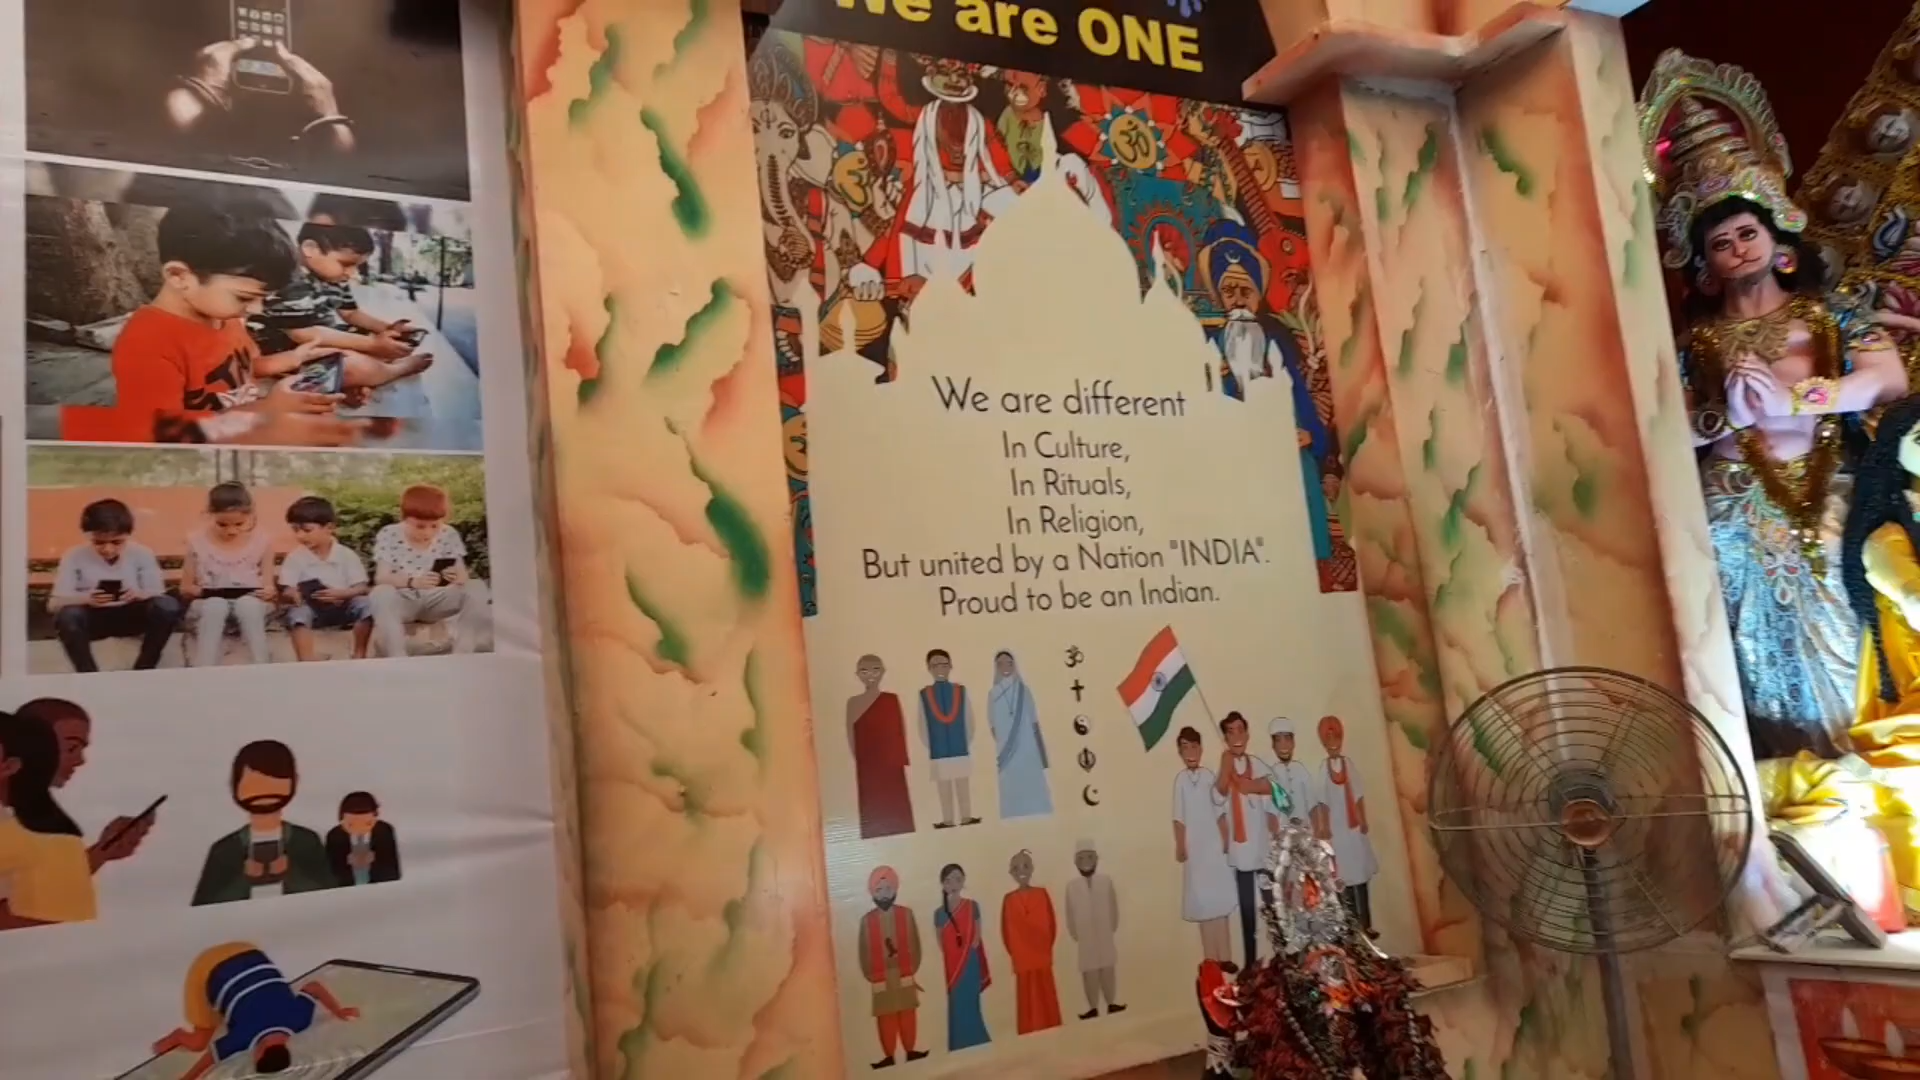 We are ONE
ॐ
We are different
In Culture,
In Rituals,
In Religion,
But united by a Nation "INDIA".
Proud to be an Indian.
ॐ